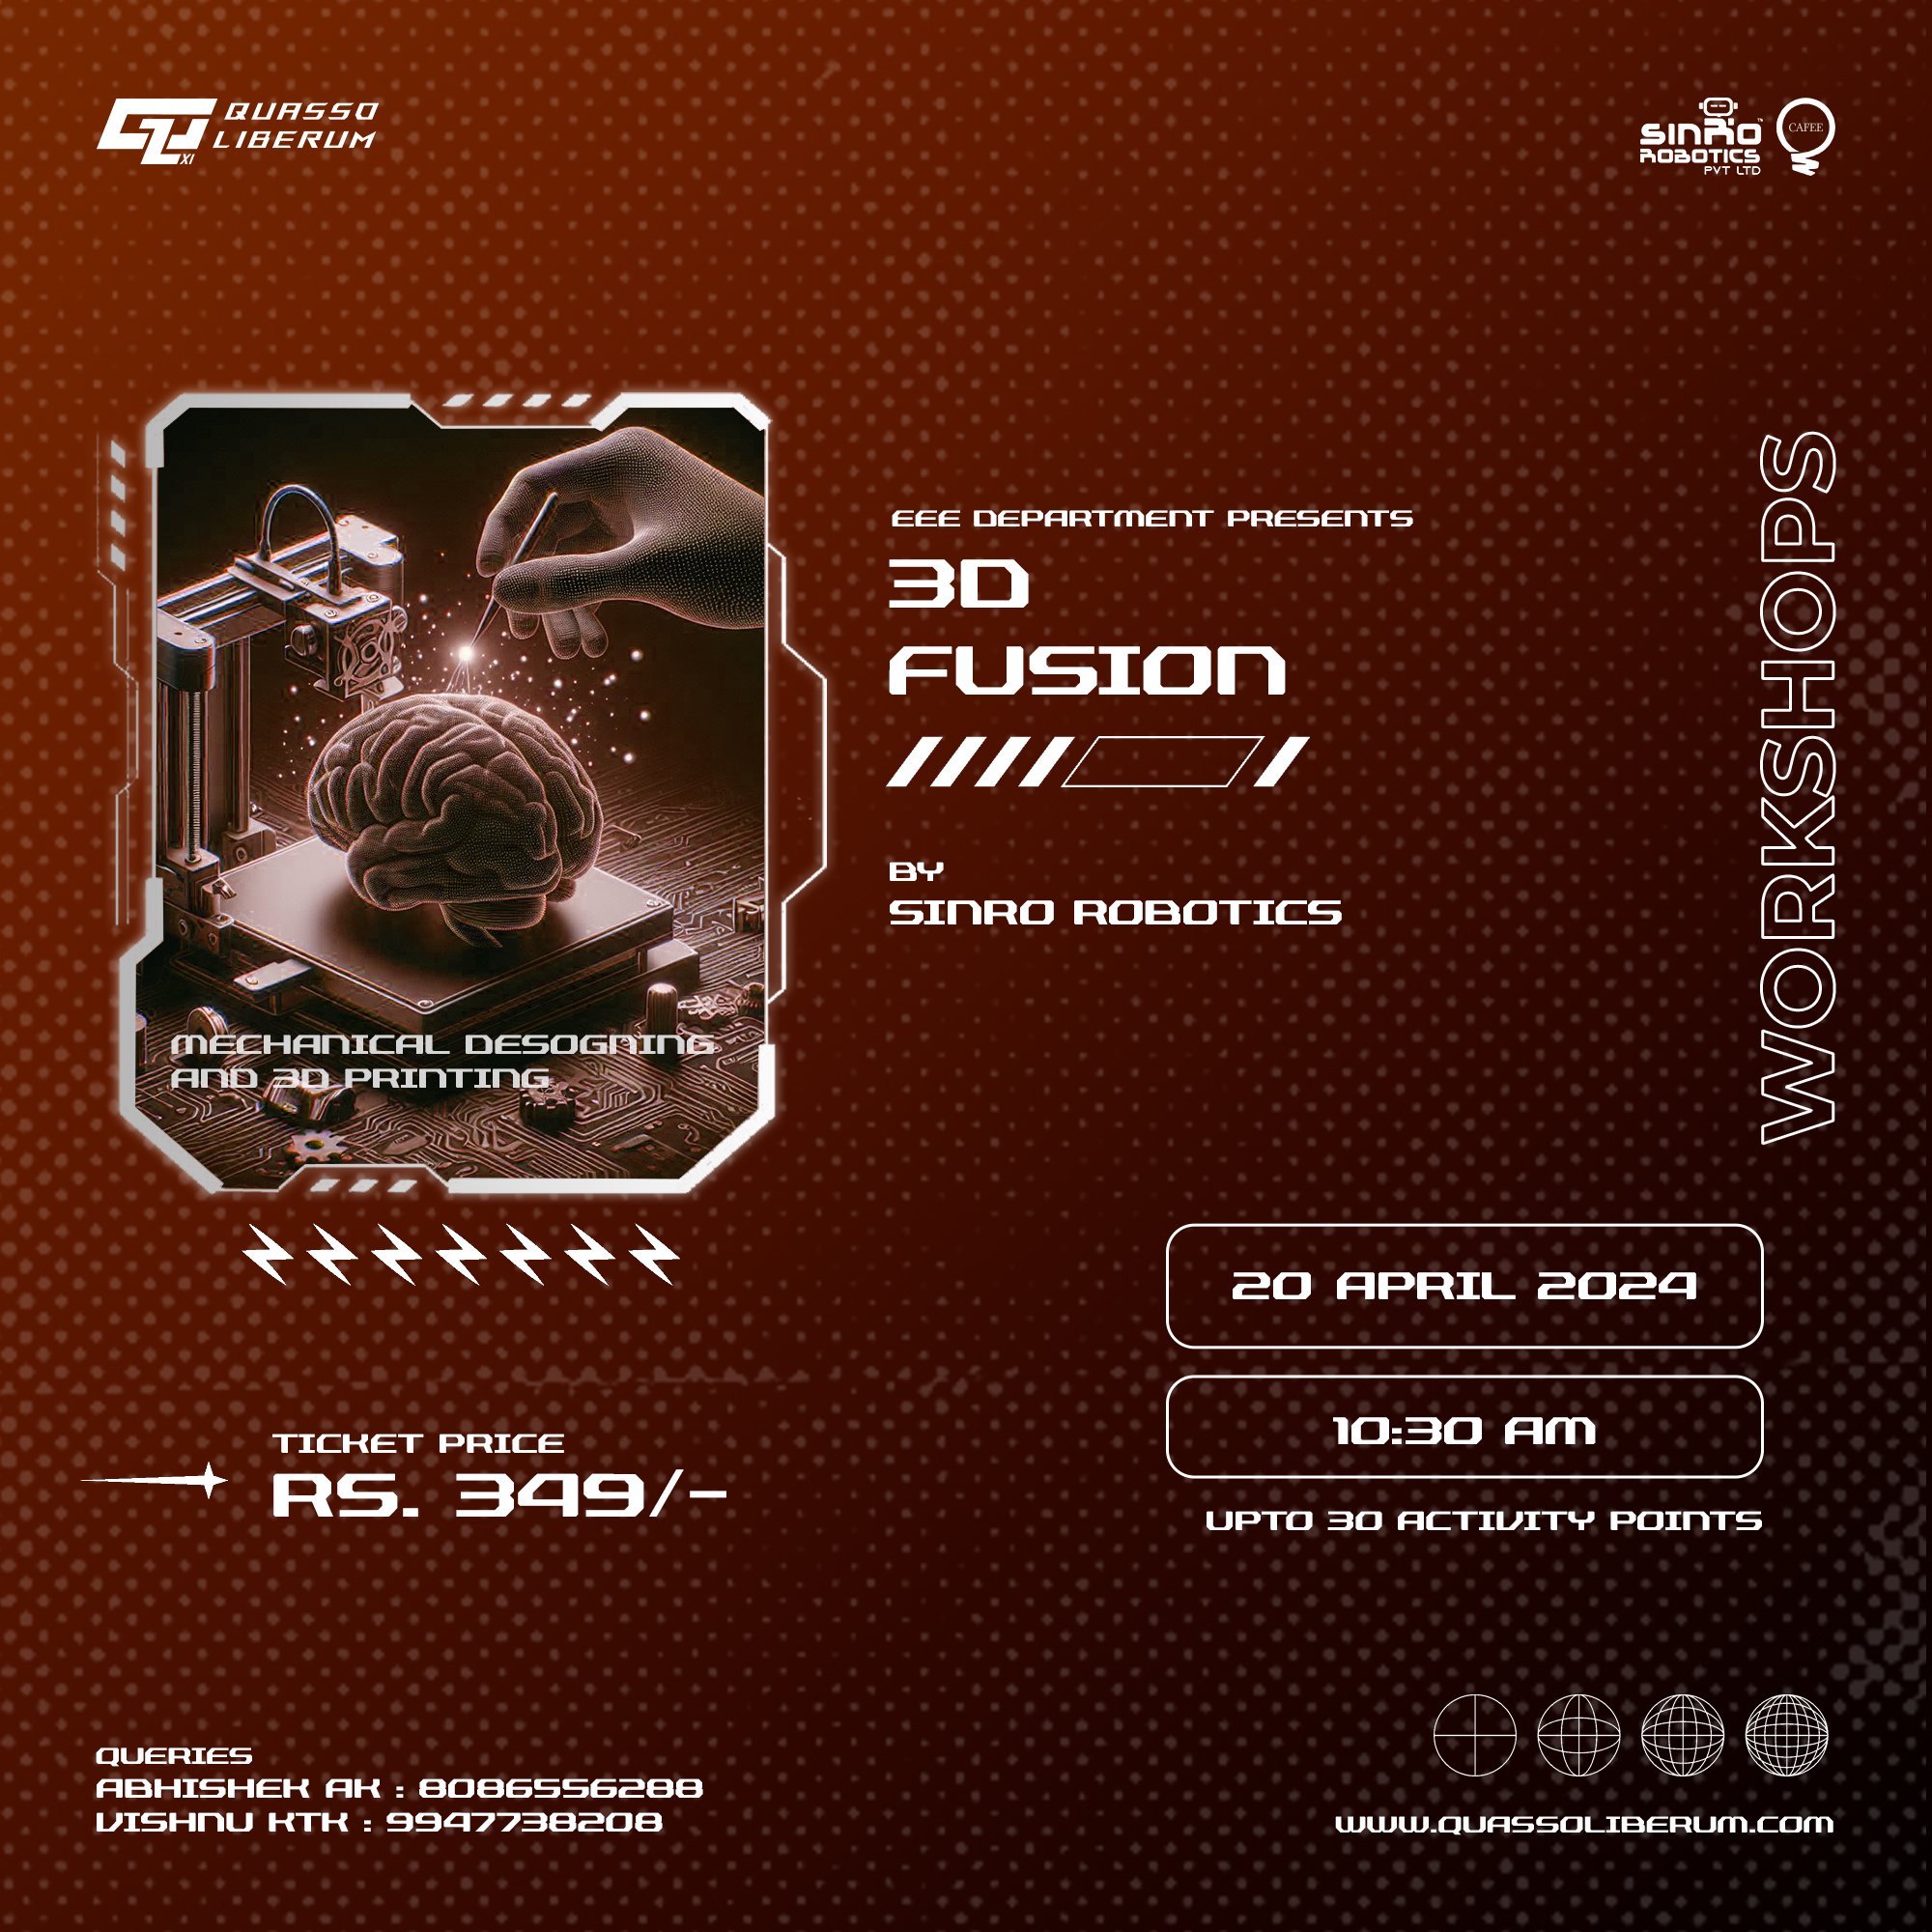 QUASSO
LIBERUM
XI
SINRO
ROBOTICS
PVT LTD
CAFEE
EEE DEPARTMENT PRESENTS
3D
FUSION
BY
SINRO ROBOTICS
WORKSHOPS
MECHANICAL DESOGNING
AND 3D PRINTING
20 APRIL 2024
10:30 AM
UPTO 30 ACTIVITY POINTS
TICKET PRICE
RS. 349/-
QUERIES
ABHISHEK AK : 8086556288
VISHNU KTK : 9947738208
WWW.QUASSOLIBERUM.COM